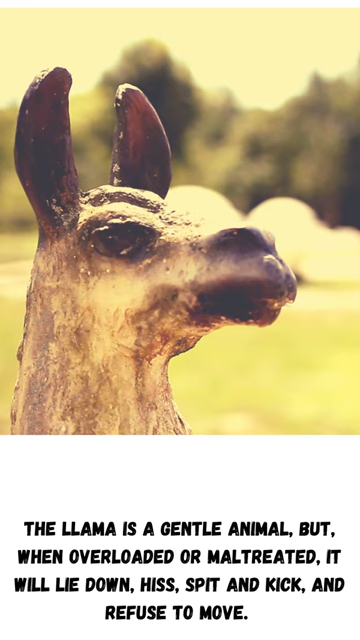 THE LLAMA IS A GENTLE ANIMAL, BUT,
WHEN OVERLOADED OR MALTREATED, IT
WILL LIE DOWN, HISS, SPIT AND KICK, AND
REFUSE TO MOVE.